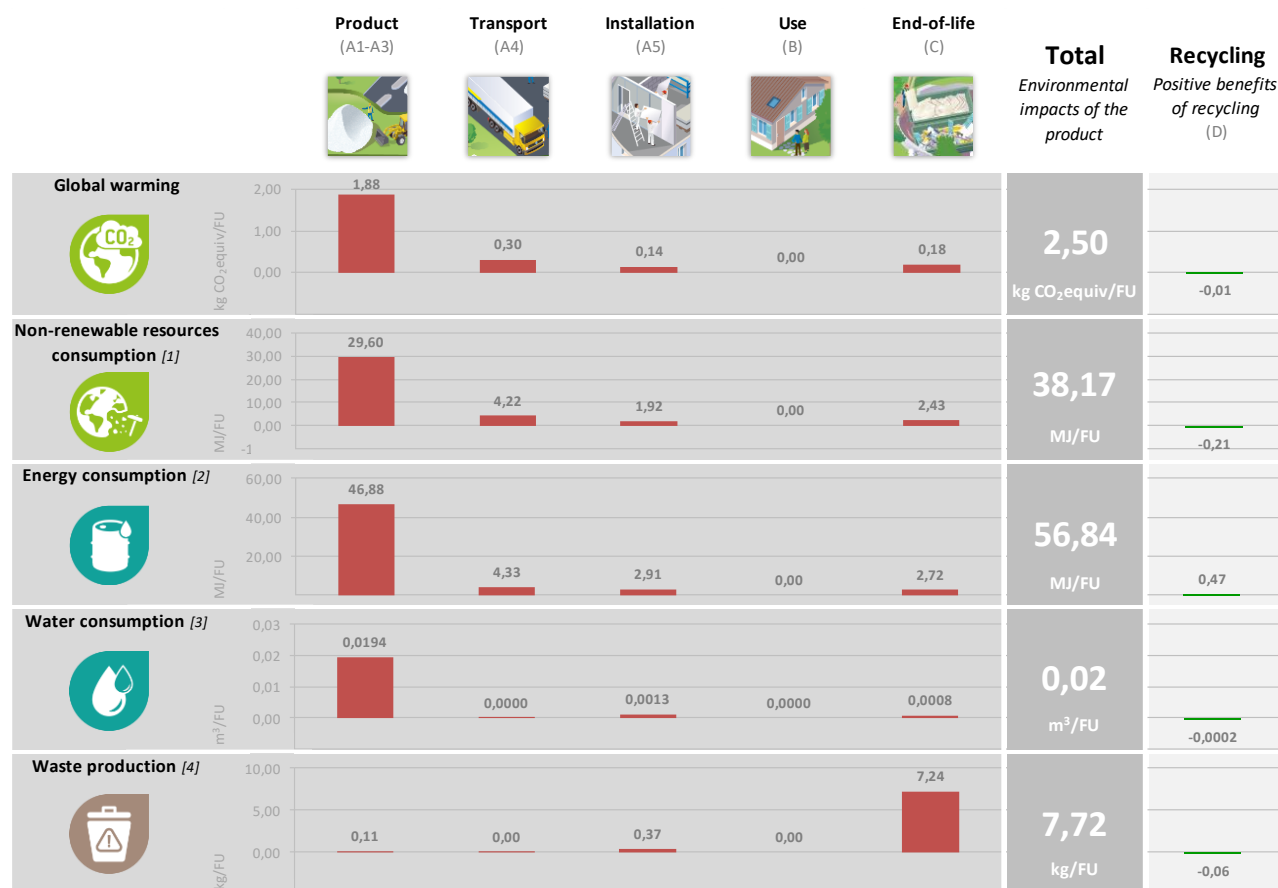 Product
(A1-A3)
Transport
(A4)
Installation
(A5)
Use
(B)
End-of-life
(C)
Total
Environmental
impacts of the
product
Recycling
Positive benefits
of recycling
(D)
Global warming
CO₂
kg CO₂equiv/FU
2,00
1,00
0,00
1,88
0,30
0,14
0,00
0,18
2,50
kg CO₂equiv/FU
-0,01
Non-renewable resources
consumption [1]
MJ/FU
40,00
30,00
20,00
10,00
0,00
-1
29,60
4,22
1,92
0,00
2,43
38,17
MJ/FU
-0,21
Energy consumption [2]
MJ/FU
60,00
40,00
20,00
46,88
4,33
2,91
0,00
2,72
56,84
MJ/FU
0,47
Water consumption [3]
m³/FU
0,03
0,02
0,01
0,00
0,0194
0,0000
0,0013
0,0000
0,0008
0,02
m³/FU
-0,0002
Waste production [4]
kg/FU
10,00
5,00
0,00
0,11
0,00
0,37
0,00
7,24
7,72
kg/FU
-0,06